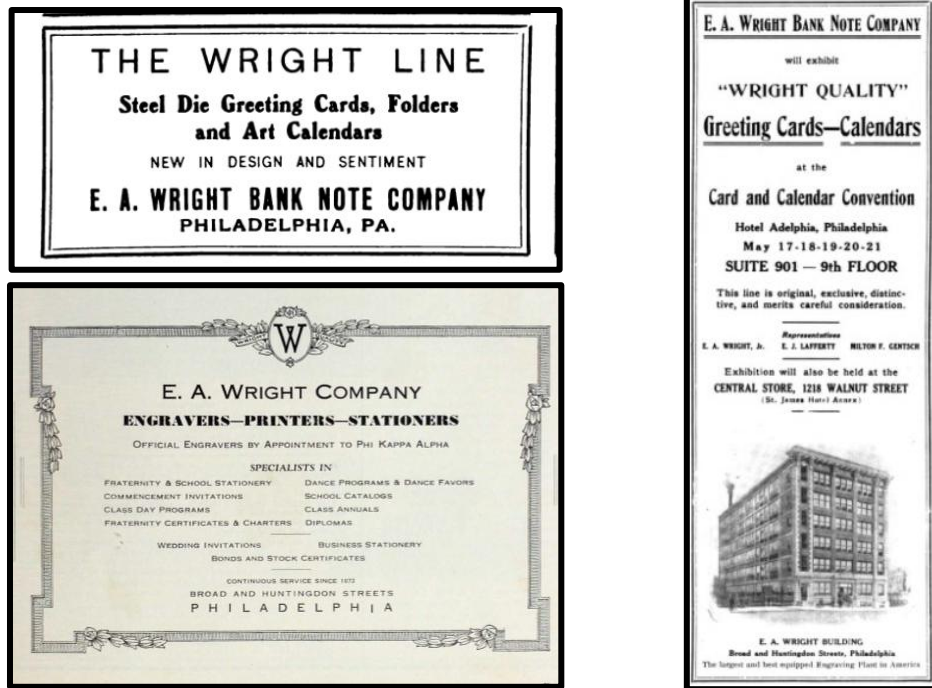 THE WRIGHT LINE
Steel Die Greeting Cards, Folders
and Art Calendars
NEW IN DESIGN AND SENTIMENT
E. A. WRIGHT BANK NOTE COMPANY
PHILADELPHIA, PA.
W
E. A. WRIGHT COMPANY
ENGRAVERS—PRINTERS—STATIONERS
OFFICIAL ENGRAVERS BY APPOINTMENT TO PHI KAPPA ALPHA
SPECIALISTS IN
FRATERNITY & SCHOOL STATIONERY DANCE PROGRAMS & DANCE FAVORS
COMMENCEMENT INVITATIONS SCHOOL CATALOGS
CLASS DAY PROGRAMS CLASS ANNUALS
FRATERNITY CERTIFICATES & CHARTERS DIPLOMAS
WEDDING INVITATIONS BUSINESS STATIONERY
BONDS AND STOCK CERTIFICATES
CONTINUOUS SERVICE SINCE
BROAD AND HUNTINGDON STREETS
PHILADELPHIA
E. A. WRIGHT BANK NOTE COMPANY
will exhibit
"WRIGHT QUALITY"
Greeting Cards—Calendars
at the
Card and Calendar Convention
Hotel Adelphia, Philadelphia
May 17-18-19-20-21
SUITE 901 — 9th FLOOR
This line is original, exclusive, distinc-
tive, and merits careful consideration.
Representatives
E. A. WRIGHT, Jr. E. J. LAFFERTY MILTON F. GENTSCH
Exhibition will also be held at the
CENTRAL STORE, 1218 WALNUT STREET
(St. James Hotel Annex)
E. A. WRIGHT BUILDING
Broad and Huntingdon Streets, Philadelphia
The largest and best equipped Engraving Plant in America